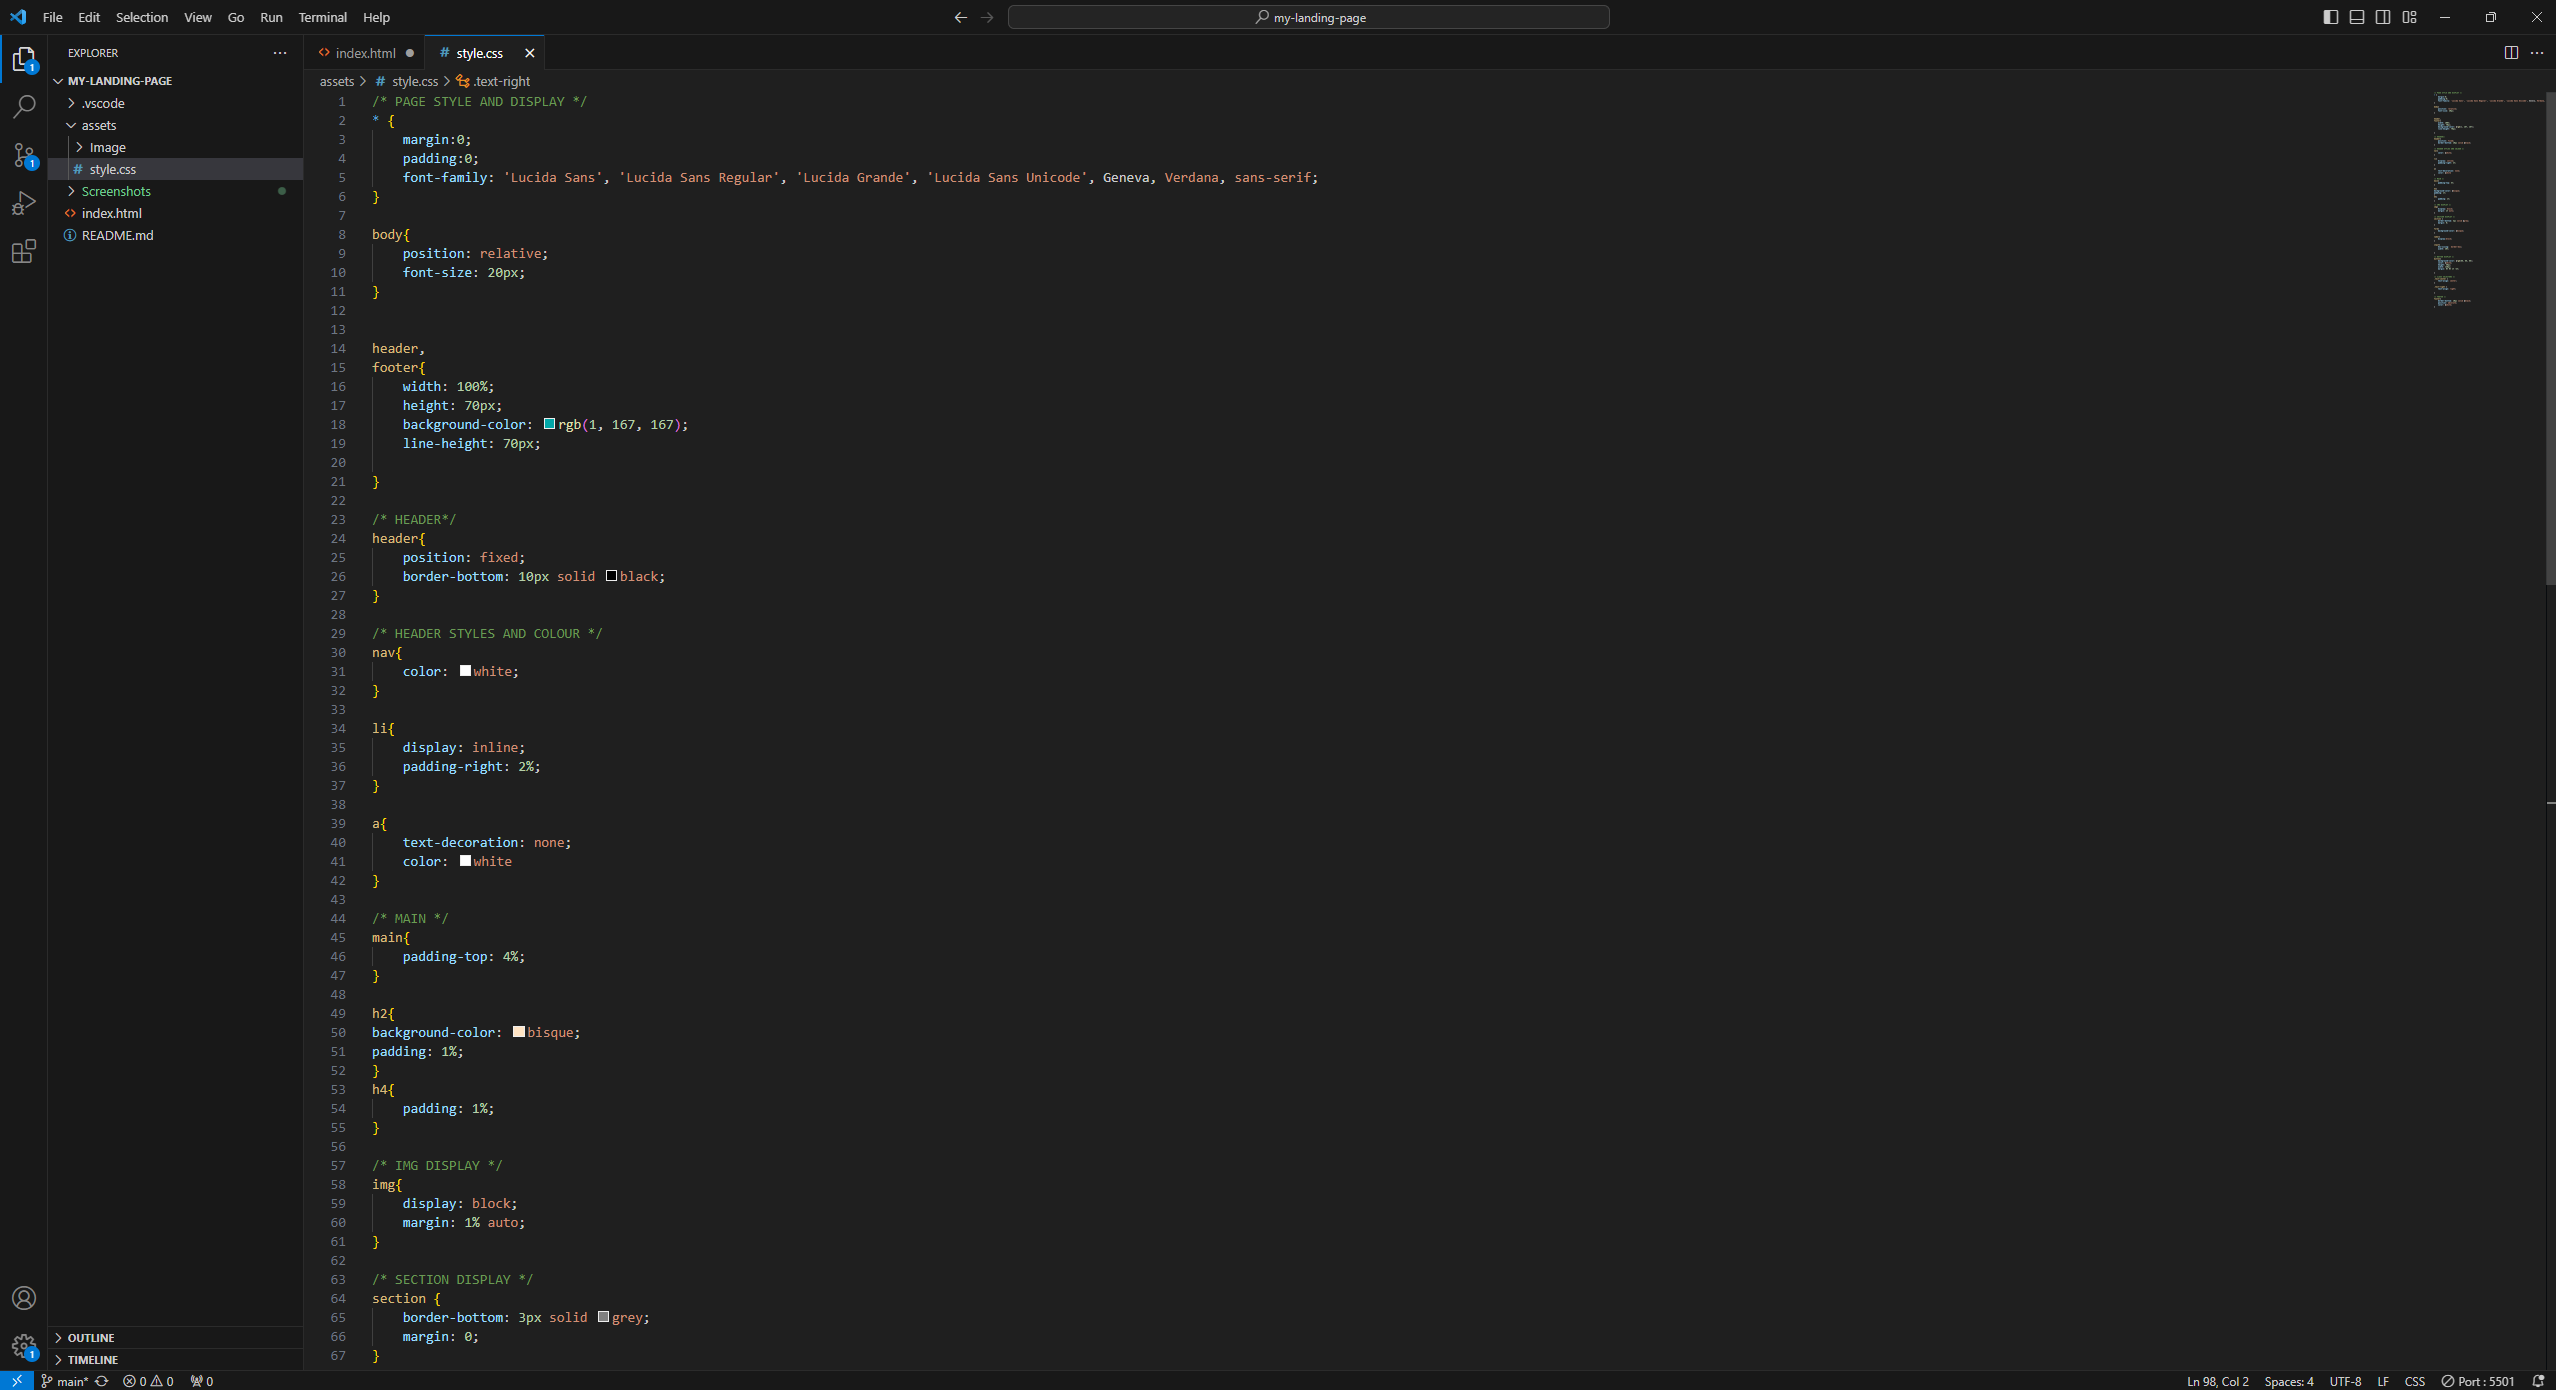 File Edit Selection View Go Run Terminal Help
my-landing-page
EXPLORER
MY-LANDING-PAGE
.vscode
assets
Image
style.css
Screenshots
index.html
README.md
OUTLINE
TIMELINE
index.html
style.css
assets > style.css > .text-right
1 /* PAGE STYLE AND DISPLAY */
2 * {
3 margin:0;
4 padding:0;
5 font-family: 'Lucida Sans', 'Lucida Sans Regular', 'Lucida Grande', 'Lucida Sans Unicode', Geneva, Verdana, sans-serif;
6 }
7
8 body{
9 position: relative;
10 font-size: 20px;
11 }
12
13
14 header,
15 footer{
16 width: 100%;
17 height: 70px;
18 background-color: rgb(1, 167, 167);
19 line-height: 70px;
20
21 }
22
23 /* HEADER*/
24 header{
25 position: fixed;
26 border-bottom: 10px solid black;
27 }
28
29 /* HEADER STYLES AND COLOUR */
30 nav{
31 color: white;
32 }
33
34 li{
35 display: inline;
36 padding-right: 2%;
37 }
38
39 a{
40 text-decoration: none;
41 color: white
42 }
43
44 /* MAIN */
45 main{
46 padding-top: 4%;
47 }
48
49 h2{
50 background-color: bisque;
51 padding: 1%;
52 }
53 h4{
54 padding: 1%;
55 }
56
57 /* IMG DISPLAY */
58 img{
59 display: block;
60 margin: 1% auto;
61 }
62
63 /* SECTION DISPLAY */
64 section {
65 border-bottom: 3px solid grey;
66 margin: 0;
67 }
main* 0 0 0 Ln 98, Col 2 Spaces: 4 UTF-8 LF CSS Port : 5501